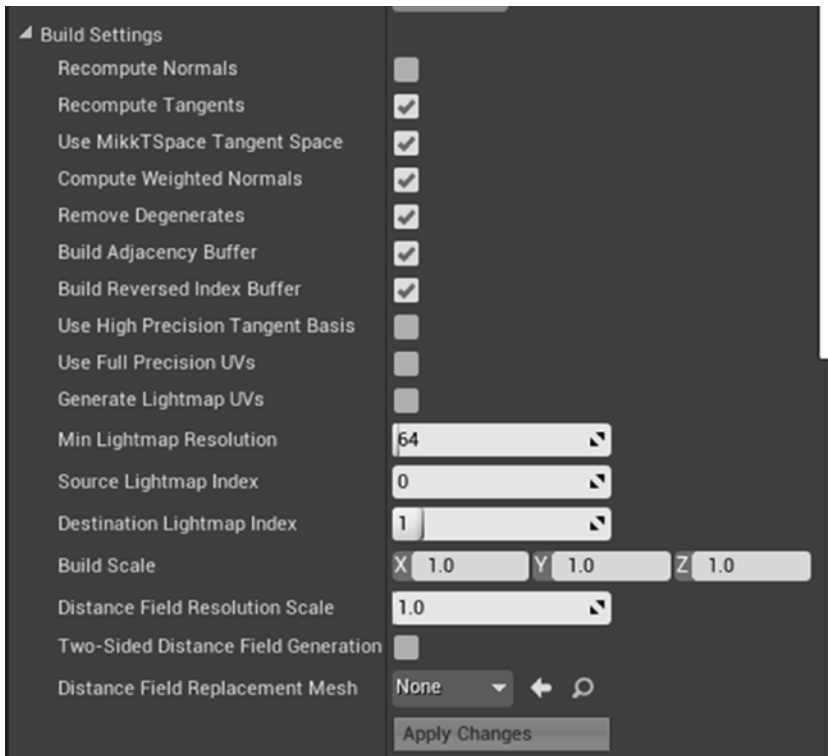 Build Settings
Recompute Normals
Recompute Tangents
Use MikkTSpace Tangent Space
Compute Weighted Normals
Remove Degenerates
Build Adjacency Buffer
Build Reversed Index Buffer
Use High Precision Tangent Basis
Use Full Precision UVs
Generate Lightmap UVs
Min Lightmap Resolution 64
Source Lightmap Index 0
Destination Lightmap Index 1
Build Scale X 1.0 Y 1.0 Z 1.0
Distance Field Resolution Scale 1.0
Two-Sided Distance Field Generation
Distance Field Replacement Mesh None
Apply Changes